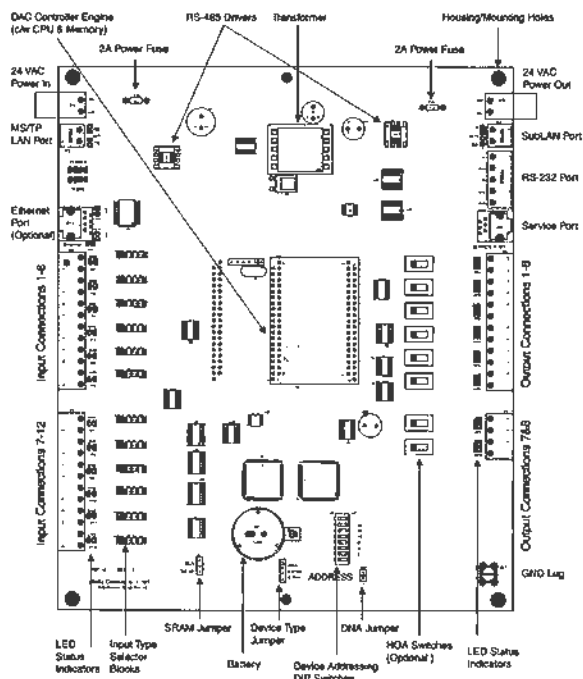 DAC Controller Engine
(c/w CPU & Memory)
RS-485 Drivers
Transformer
Housing/Mounting Holes
2A Power Fuse
2A Power Fuse
24 VAC
Power In
24 VAC
Power Out
MS/TP
LAN Port
SubLAN Port
RS-232 Port
Ethernet
Port
(Optional)
Service Port
Input Connections 1-6
Output Connections 1-6
Input Connections 7-12
Output Connections 7&8
ADDRESS
GND Lug
LED
Status
Indicators
Input Type
Selector
Blocks
SRAM Jumper
Battery
Device Type
Jumper
Device Addressing
DIP Switches
DNA Jumper
HOA Switches
(Optional)
LED Status
Indicators